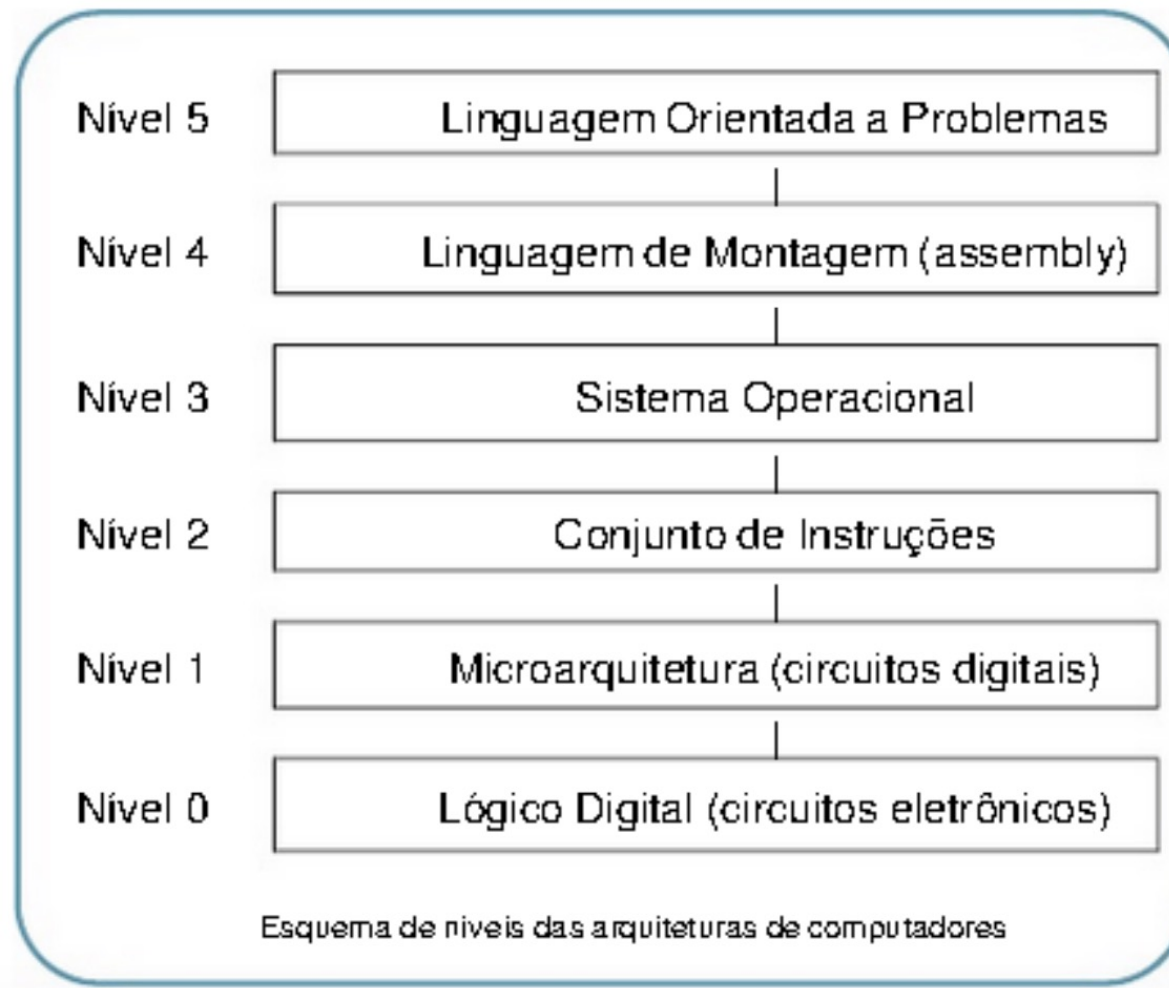 Nível 5 Linguagem Orientada a Problemas
Nível 4 Linguagem de Montagem (assembly)
Nível 3 Sistema Operacional
Nível 2 Conjunto de Instruções
Nível 1 Microarquitetura (circuitos digitais)
Nível 0 Lógico Digital (circuitos eletrônicos)
Esquema de níveis das arquiteturas de computadores